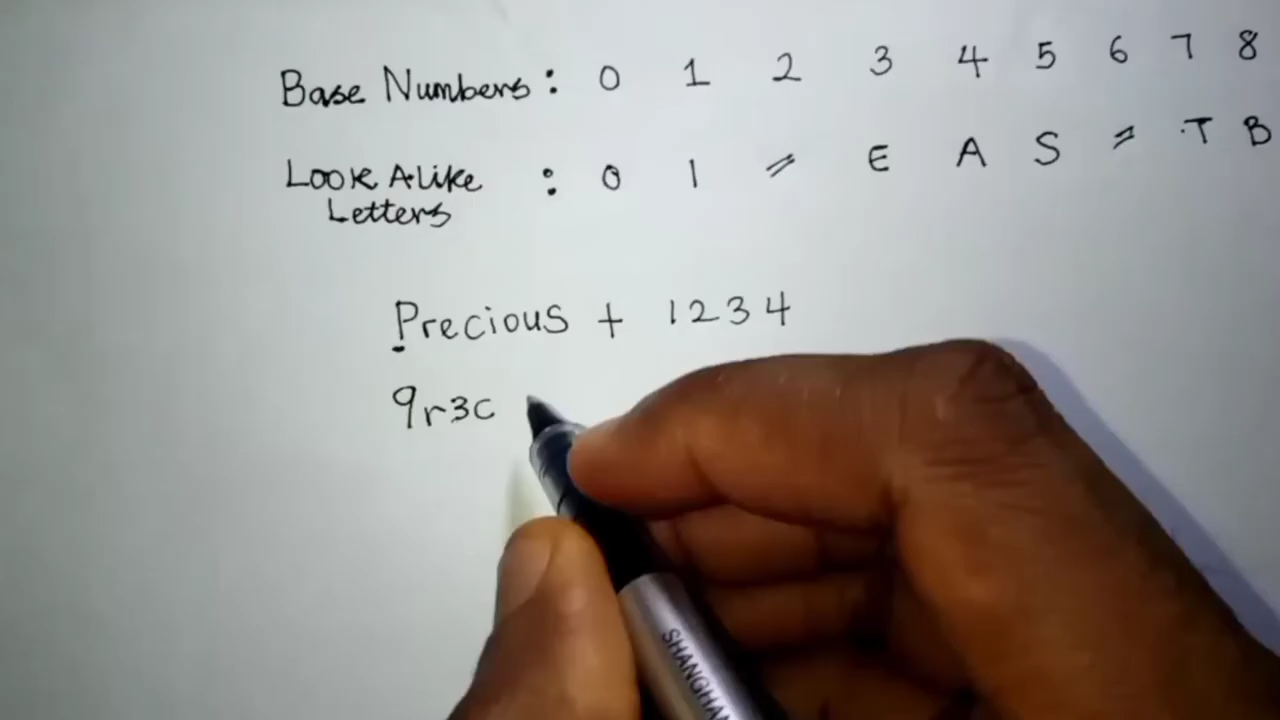 Base Numbers : 0 1 2 3 4 5 6 7 8
Look Alike : 0 1 = E A S = T B
Letters
Precious + 1234
9r3c
SHANGHAI